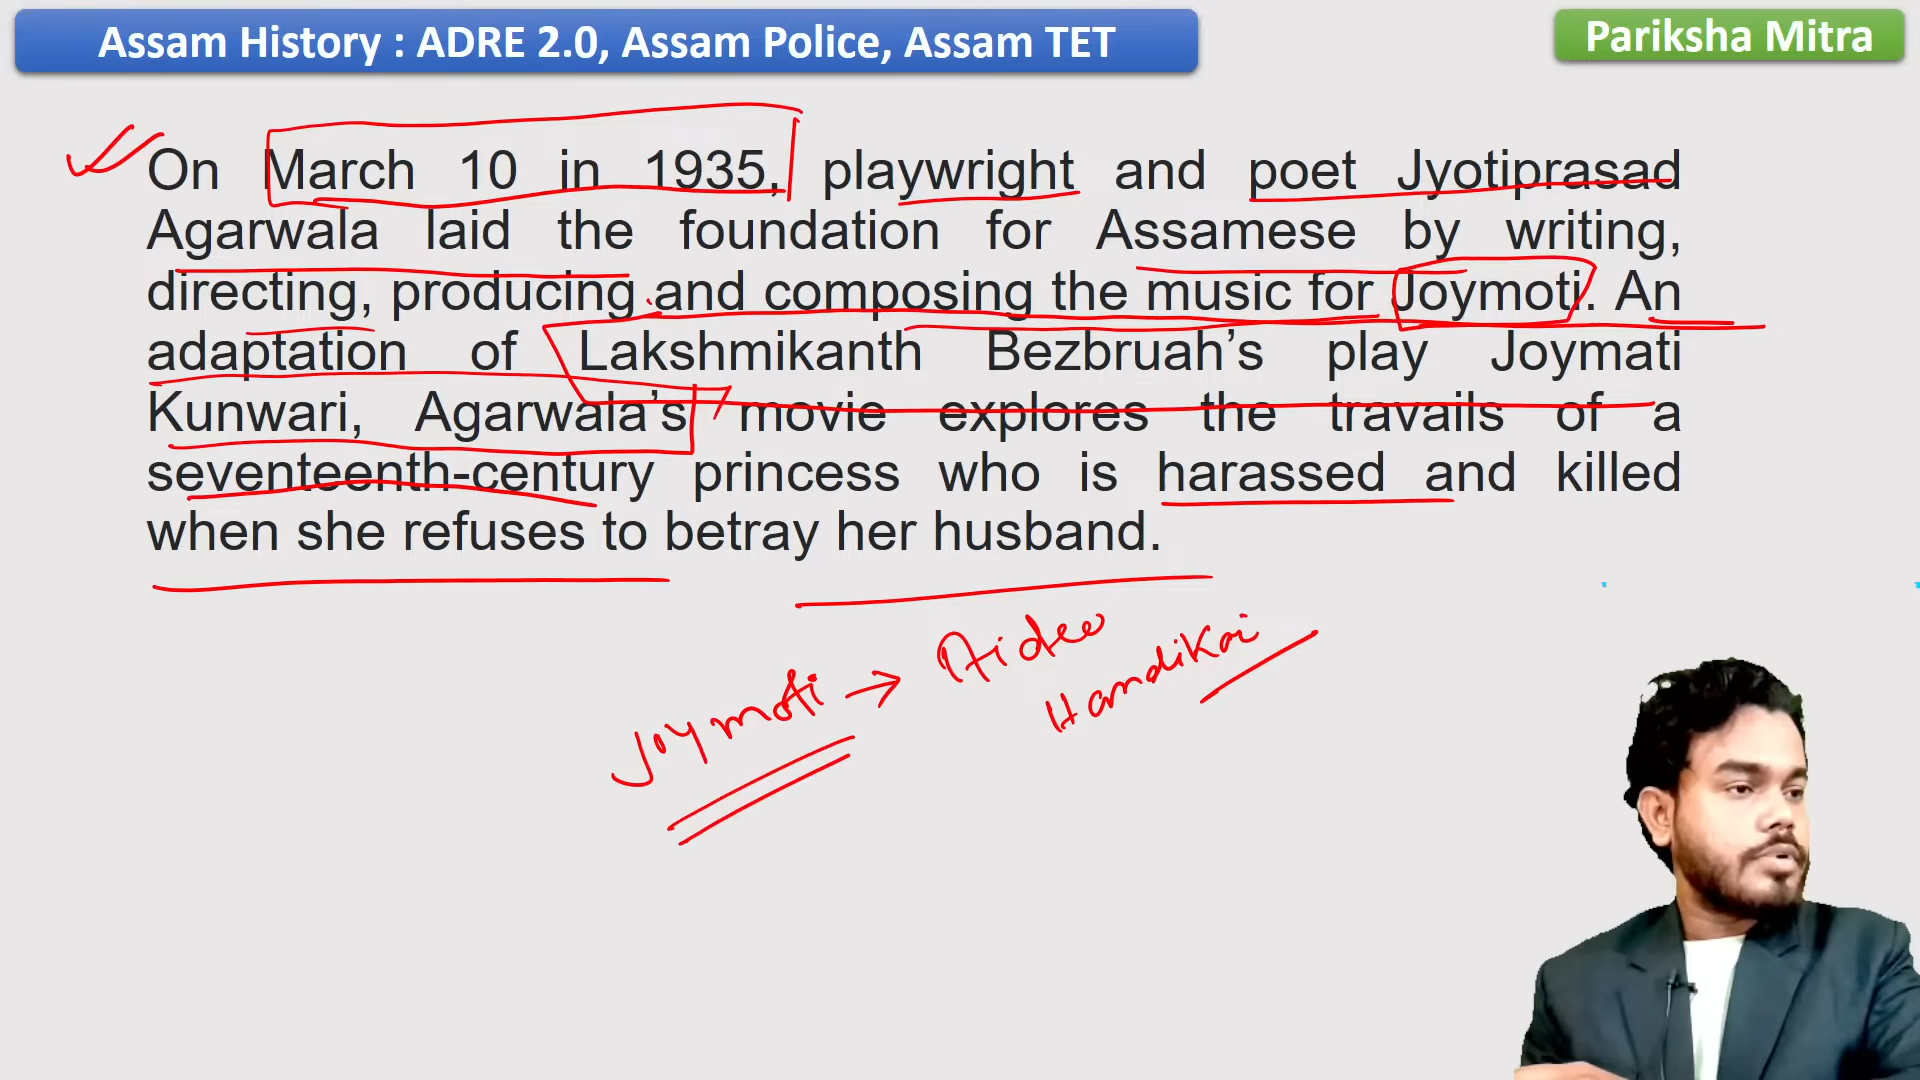 Assam History : ADRE 2.0, Assam Police, Assam TET
Pariksha Mitra
On March 10 in 1935, playwright and poet Jyotiprasad
Agarwala laid the foundation for Assamese by writing,
directing, producing and composing the music for Joymoti. An
adaptation of Lakshmikanth Bezbruah's play Joymati
Kunwari, Agarwala's movie explores the travails of a
seventeenth-century princess who is harassed and killed
when she refuses to betray her husband.
Joymoti → Aideo
Handikai